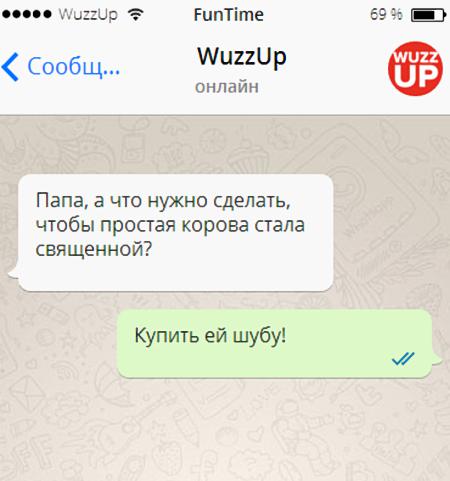 WuzzUp FunTime 69 %
Сообщ... WuzzUp
онлайн
WUZZ
UP
Папа, а что нужно сделать,
чтобы простая корова стала
священной?
Купить ей шубу!